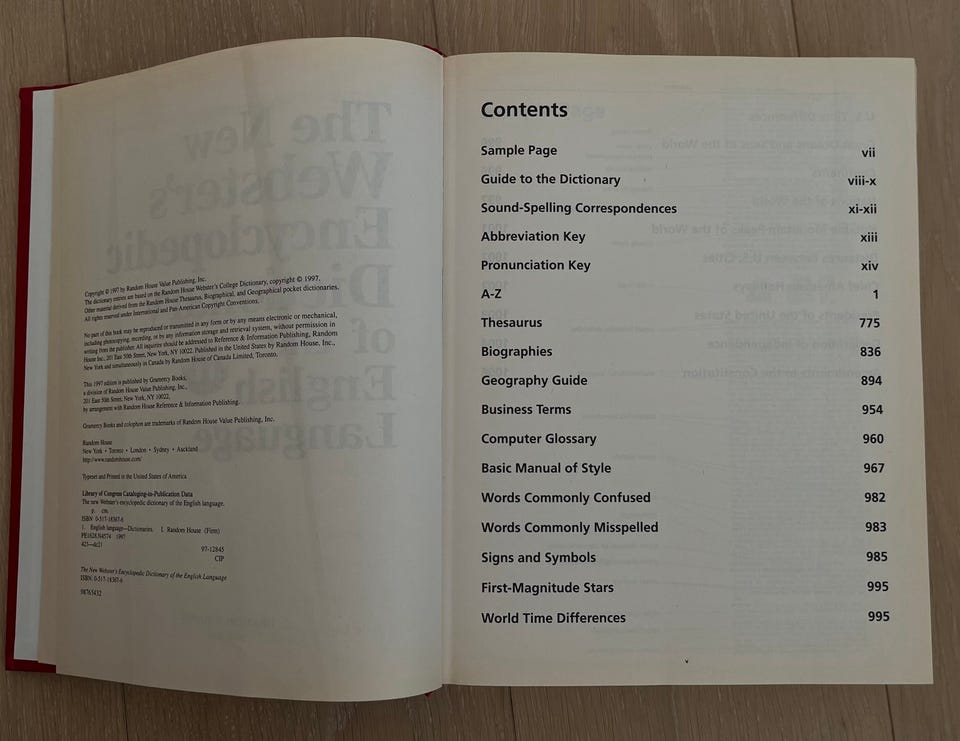 Copyright © 1997 by Random House Value Publishing, Inc.
The dictionary entries are based on the Random House Webster's College Dictionary, copyright © 1997.
Other material derived from the Random House Thesaurus, Biographical, and Geographical pocket dictionaries.
All rights reserved under International and Pan-American Copyright Conventions.
No part of this book may be reproduced or transmitted in any form or by any means electronic or mechanical,
including photocopying, recording, or by any information storage and retrieval system, without permission in
writing from the publisher. All inquiries should be addressed to Reference & Information Publishing, Random
House Inc., 201 East 50th Street, New York, NY 10022. Published in the United States by Random House, Inc.,
New York and simultaneously in Canada by Random House of Canada Limited, Toronto.
This 1997 edition is published by Gramercy Books,
a division of Random House Value Publishing, Inc.,
201 East 50th Street, New York, NY 10022,
by arrangement with Random House Reference & Information Publishing.
Gramercy Books and colophon are trademarks of Random House Value Publishing, Inc.
Random House
New York • Toronto • London • Sydney • Auckland
http://www.randomhouse.com/
Typeset and Printed in the United States of America
Library of Congress Cataloging-in-Publication Data
The new Webster's encyclopedic dictionary of the English language.
p. cm.
ISBN 0-517-18367-6
1. English language—Dictionaries. I. Random House (Firm)
PE1628.N4574 1997
423—dc21
97-12845
CIP
The New Webster's Encyclopedic Dictionary of the English Language
ISBN: 0-517-18367-6
98765432
Contents
Sample Page vii
Guide to the Dictionary viii-x
Sound-Spelling Correspondences xi-xii
Abbreviation Key xiii
Pronunciation Key xiv
A-Z 1
Thesaurus 775
Biographies 836
Geography Guide 894
Business Terms 954
Computer Glossary 960
Basic Manual of Style 967
Words Commonly Confused 982
Words Commonly Misspelled 983
Signs and Symbols 985
First-Magnitude Stars 995
World Time Differences 995